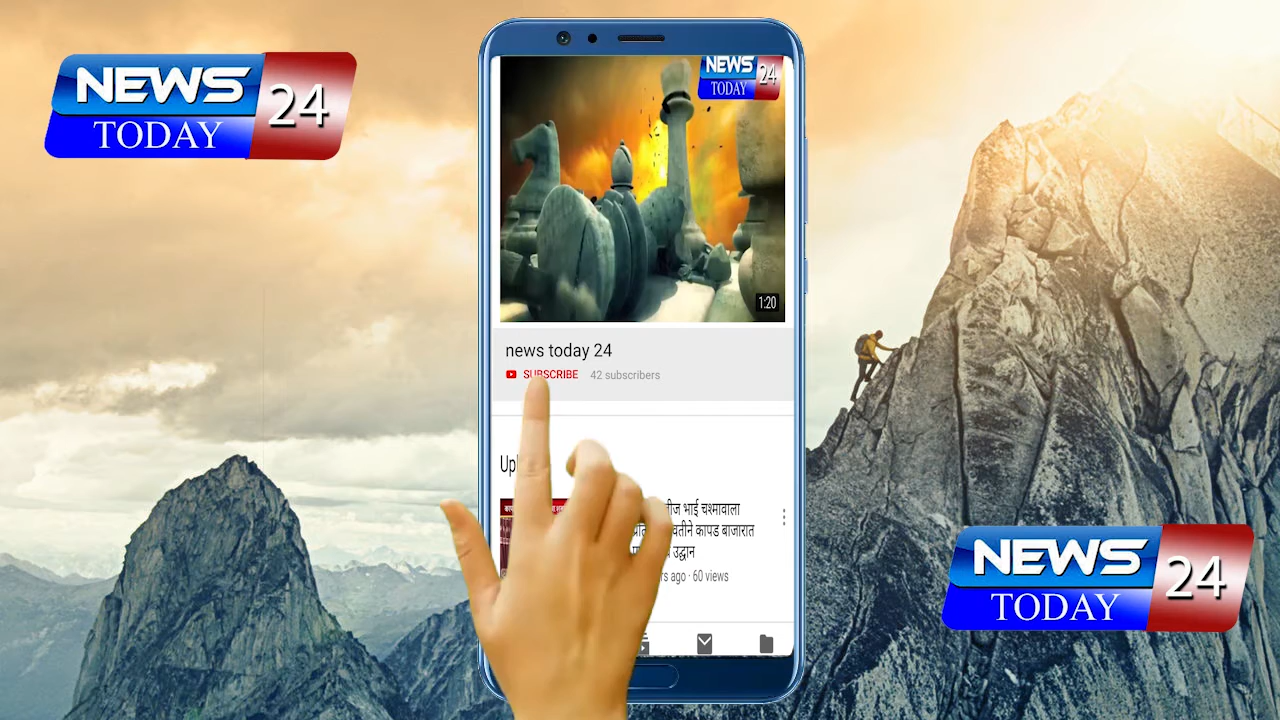 NEWS
TODAY
24
NEWS
TODAY
24
1:20
news today 24
SUBSCRIBE 42 subscribers
भाई चश्मावाला
कापड बाजारात
उद्घान
ago · 60 views
NEWS
TODAY
24